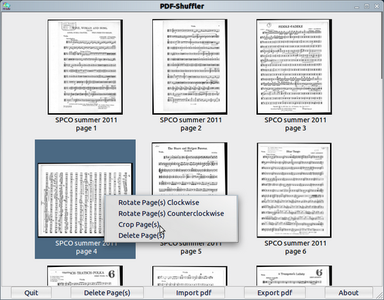 PDF-Shuffler
SPCO summer 2011
page 1
SPCO summer 2011
page 2
SPCO summer 2011
page 3
SPCO summer 2011
page 4
SPCO summer 2011
page 5
SPCO summer 2011
page 6
Rotate Page(s) Clockwise
Rotate Page(s) Counterclockwise
Crop Page(s)
Delete Page(s)
6
6
Quit
Delete Page(s)
Import pdf
Export pdf
About